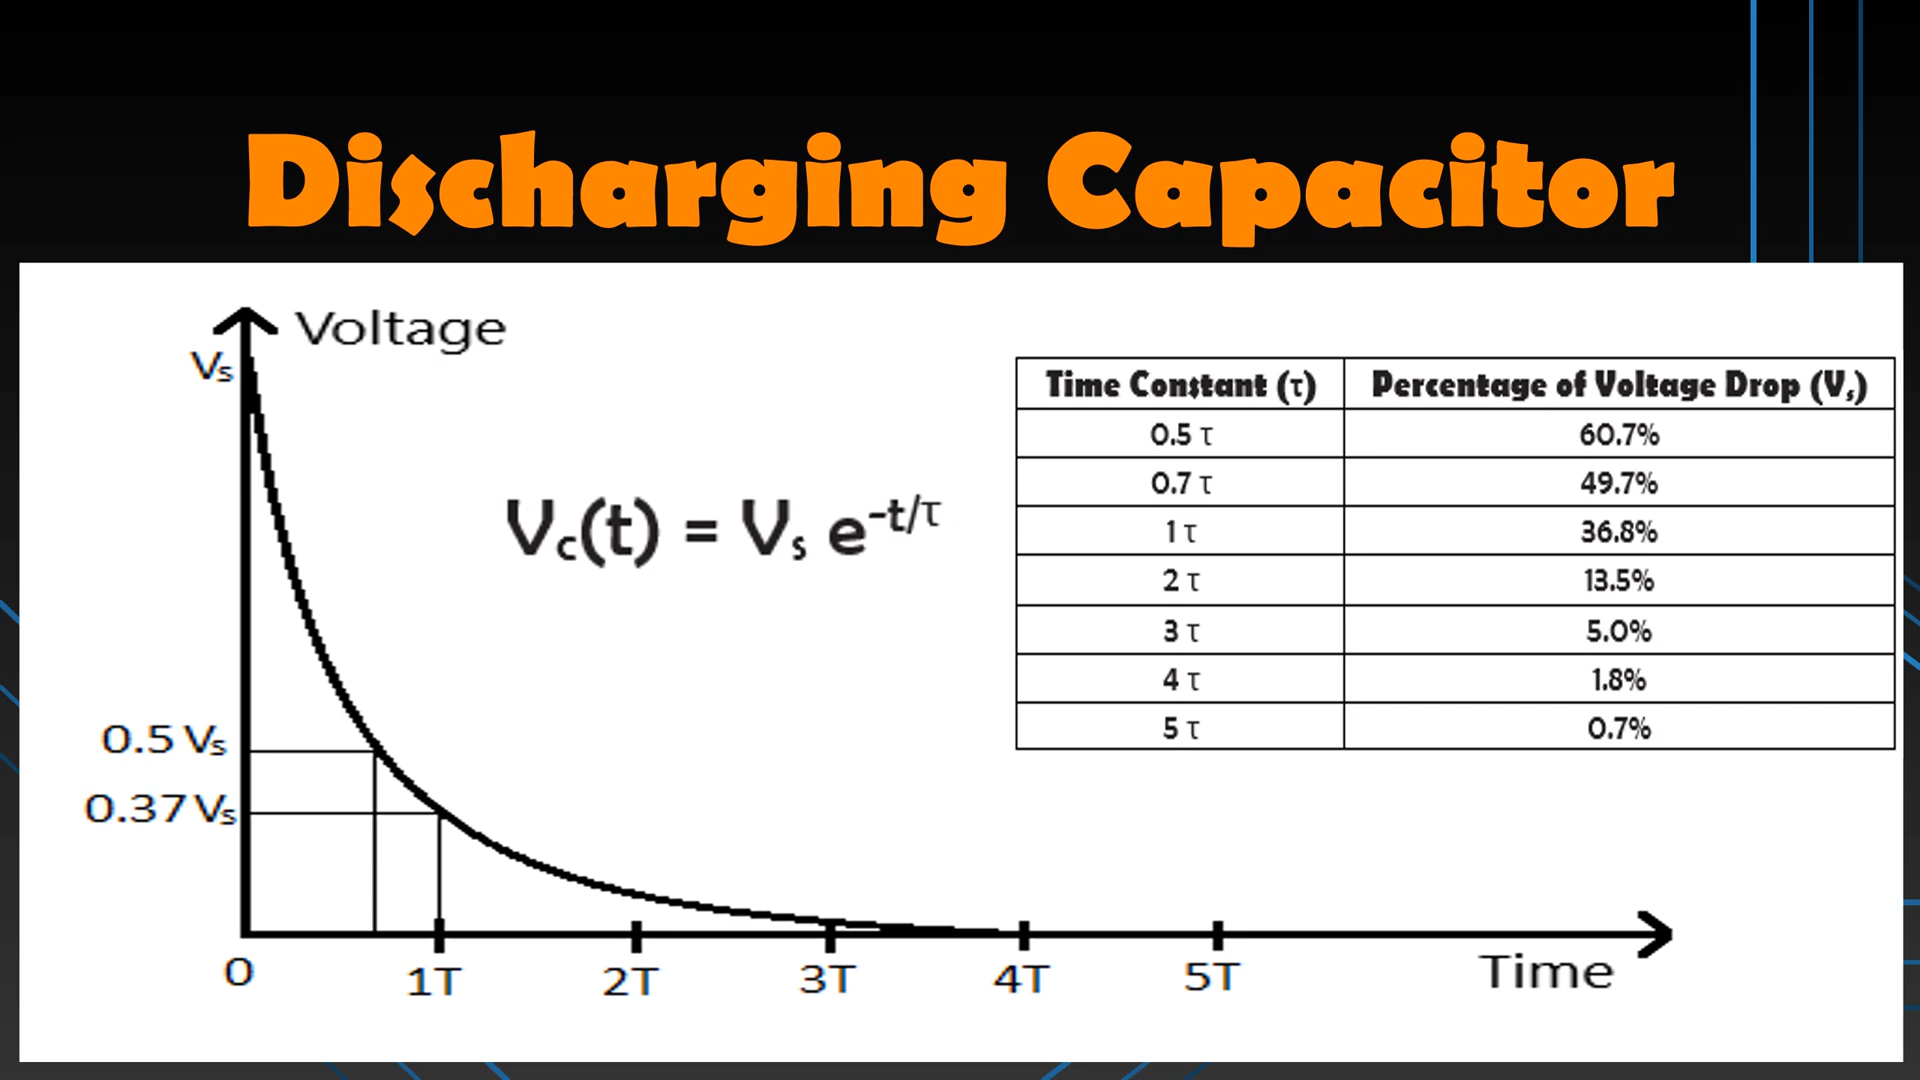 Discharging Capacitor
Voltage
Vs
0.5 Vs
0.37 Vs
Vc(t) = Vs e-t/τ
0
1T
2T
3T
4T
5T
Time
Time Constant (τ) Percentage of Voltage Drop (Vs)
0.5 τ 60.7%
0.7 τ 49.7%
1 τ 36.8%
2 τ 13.5%
3 τ 5.0%
4 τ 1.8%
5 τ 0.7%